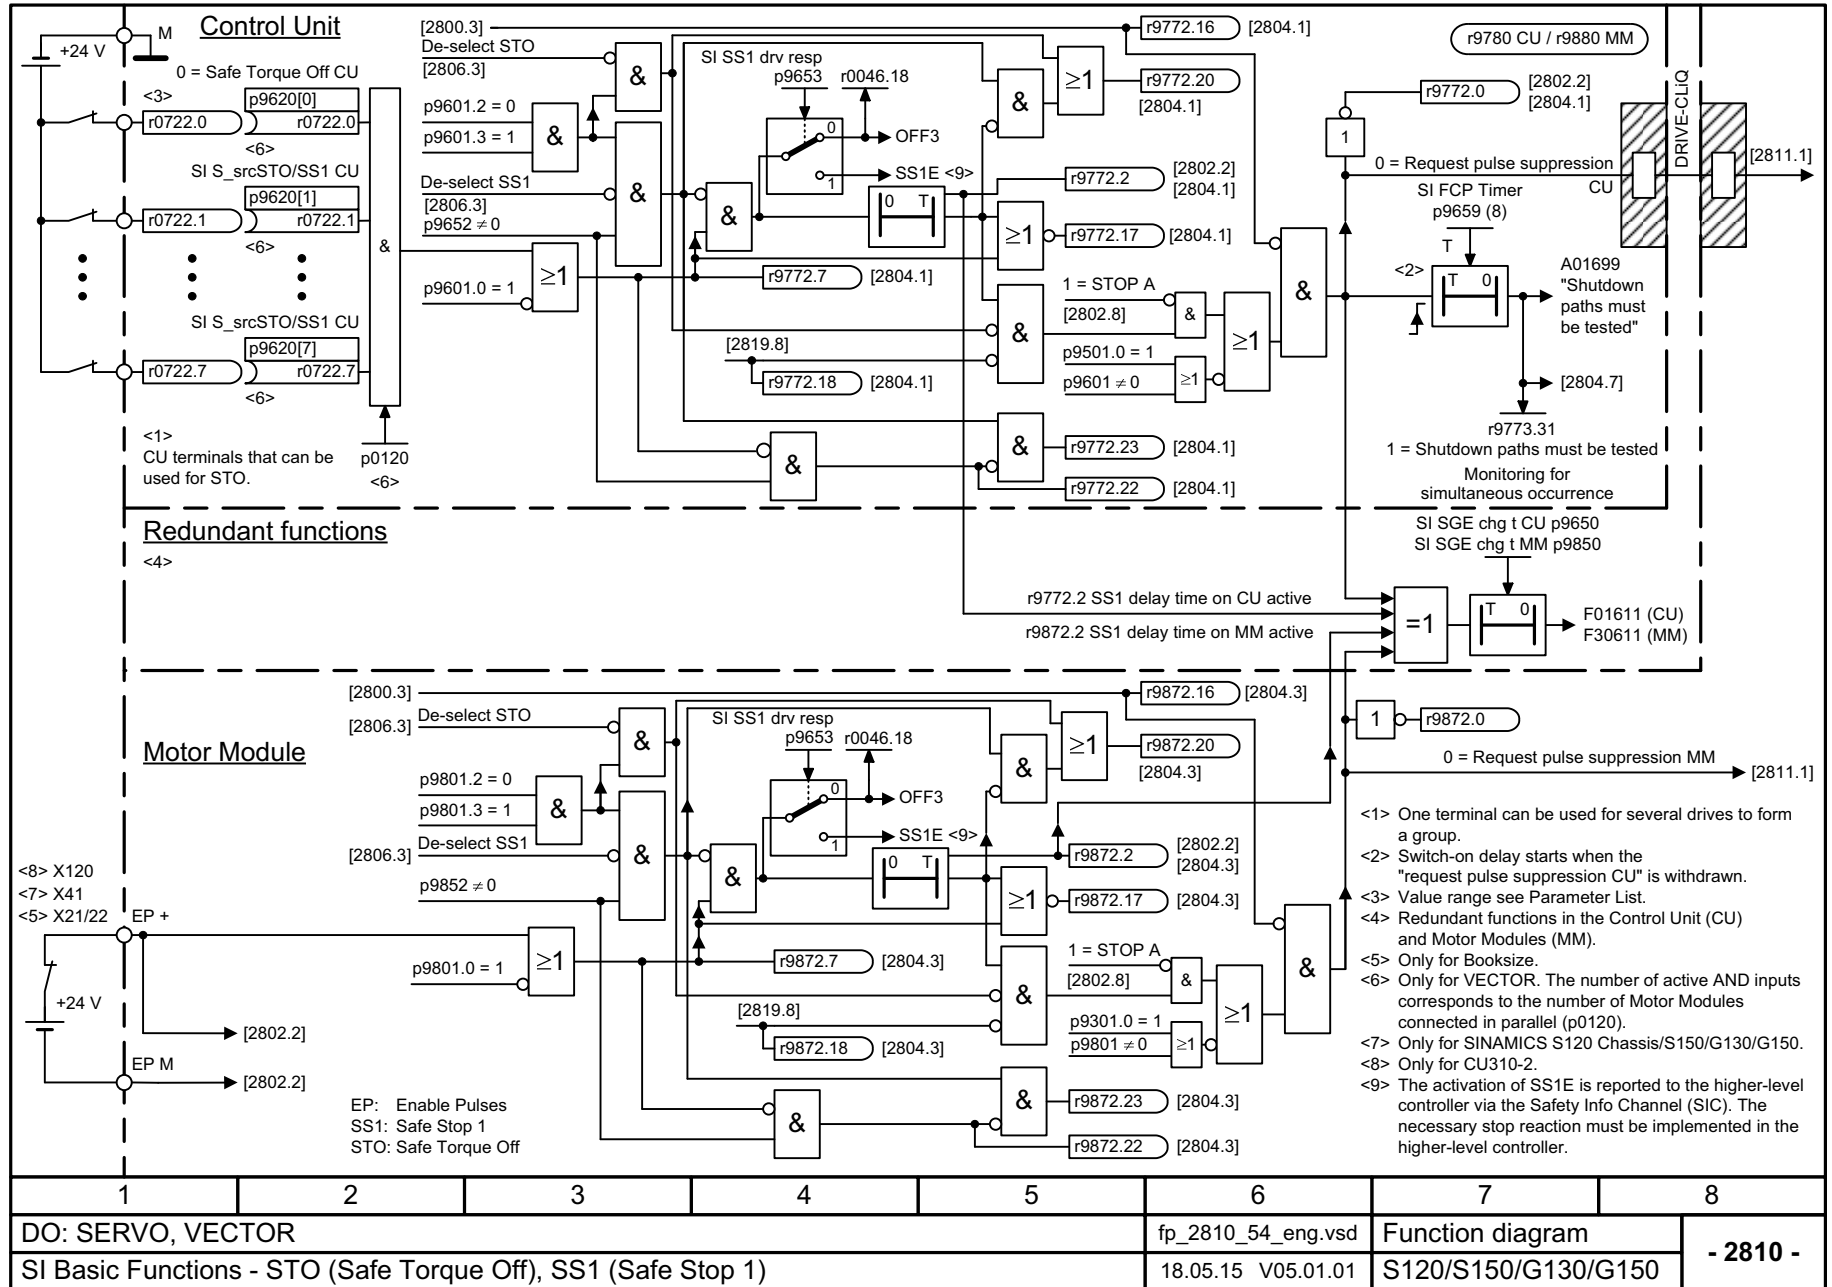 Control Unit
M
+24 V
0 = Safe Torque Off CU
<3>
p9620[0]
r0722.0
r0722.0
<6>
SI S_srcSTO/SS1 CU
p9620[1]
r0722.1
r0722.1
<6>
SI S_srcSTO/SS1 CU
p9620[7]
r0722.7
r0722.7
<6>
&
<1>
CU terminals that can be
used for STO.
p0120
<6>
[2800.3]
De-select STO
[2806.3]
&
p9601.2 = 0
p9601.3 = 1
&
De-select SS1
[2806.3]
p9652 ≠ 0
&
p9601.0 = 1
≥1
SI SS1 drv resp
p9653
r0046.18
0
OFF3
1
SS1E <9>
&
0 T
r9772.7
[2804.1]
[2819.8]
r9772.18
[2804.1]
&
r9772.16
[2804.1]
&
≥1
r9772.20
[2804.1]
r9772.2
[2802.2]
[2804.1]
≥1
r9772.17
[2804.1]
&
1 = STOP A
[2802.8]
&
p9501.0 = 1
p9601 ≠ 0
≥1
≥1
&
&
r9772.23
[2804.1]
r9772.22
[2804.1]
r9780 CU / r9880 MM
r9772.0
[2802.2]
[2804.1]
1
0 = Request pulse suppression
CU
DRIVE-CLiQ
[2811.1]
SI FCP Timer
p9659 (8)
T
<2>
T 0
A01699
"Shutdown
paths must
be tested"
[2804.7]
r9773.31
1 = Shutdown paths must be tested
Monitoring for
simultaneous occurrence
Redundant functions
<4>
SI SGE chg t CU p9650
SI SGE chg t MM p9850
r9772.2 SS1 delay time on CU active
r9872.2 SS1 delay time on MM active
=1
T 0
F01611 (CU)
F30611 (MM)
Motor Module
[2800.3]
[2806.3]
De-select STO
&
p9801.2 = 0
p9801.3 = 1
&
[2806.3]
De-select SS1
p9852 ≠ 0
&
p9801.0 = 1
≥1
<8> X120
<7> X41
<5> X21/22
EP +
+24 V
[2802.2]
EP M
[2802.2]
SI SS1 drv resp
p9653
r0046.18
0
OFF3
1
SS1E <9>
&
0 T
r9872.7
[2804.3]
[2819.8]
r9872.18
[2804.3]
&
r9872.16
[2804.3]
&
≥1
r9872.20
[2804.3]
r9872.2
[2802.2]
[2804.3]
≥1
r9872.17
[2804.3]
&
1 = STOP A
[2802.8]
&
p9301.0 = 1
p9801 ≠ 0
≥1
≥1
&
&
r9872.23
[2804.3]
r9872.22
[2804.3]
1
r9872.0
0 = Request pulse suppression MM
[2811.1]
EP: Enable Pulses
SS1: Safe Stop 1
STO: Safe Torque Off
<1> One terminal can be used for several drives to form
a group.
<2> Switch-on delay starts when the
"request pulse suppression CU" is withdrawn.
<3> Value range see Parameter List.
<4> Redundant functions in the Control Unit (CU)
and Motor Modules (MM).
<5> Only for Booksize.
<6> Only for VECTOR. The number of active AND inputs
corresponds to the number of Motor Modules
connected in parallel (p0120).
<7> Only for SINAMICS S120 Chassis/S150/G130/G150.
<8> Only for CU310-2.
<9> The activation of SS1E is reported to the higher-level
controller via the Safety Info Channel (SIC). The
necessary stop reaction must be implemented in the
higher-level controller.
1 2 3 4 5 6 7 8
DO: SERVO, VECTOR
fp_2810_54_eng.vsd
Function diagram
- 2810 -
SI Basic Functions - STO (Safe Torque Off), SS1 (Safe Stop 1)
18.05.15 V05.01.01
S120/S150/G130/G150